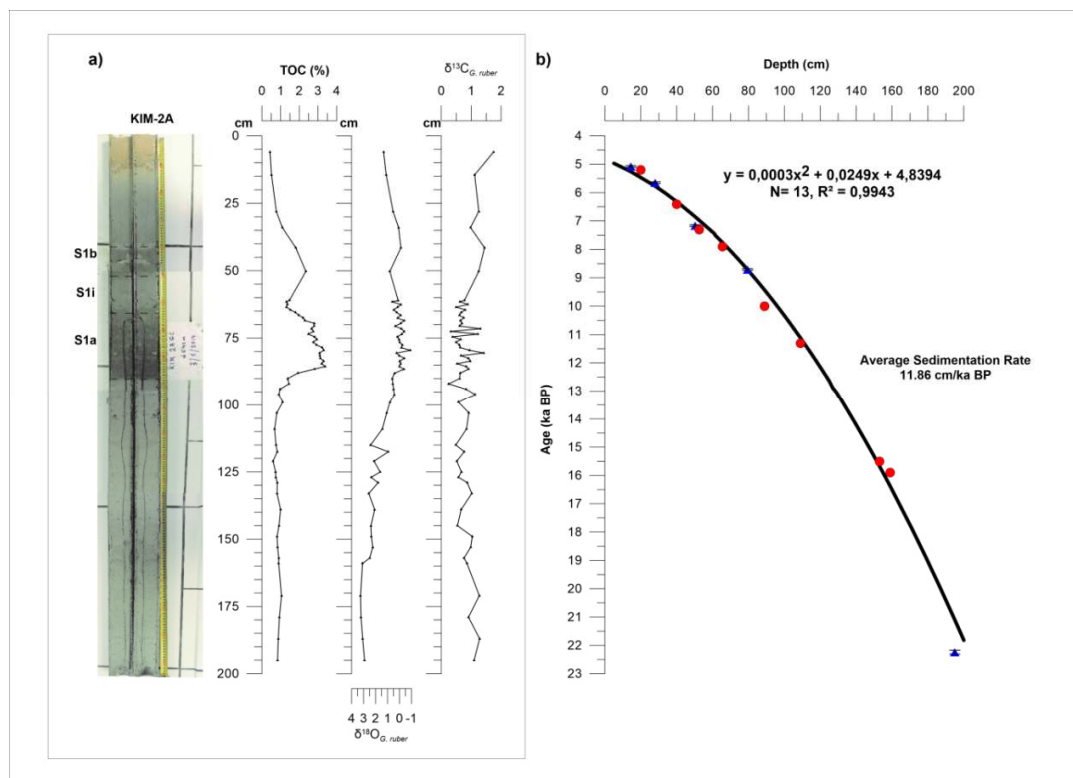 a)
KIM-2A
S1b
S1i
S1a
TOC (%)
0 1 2 3 4
cm
0
25
50
75
100
125
150
175
200
cm
4 3 2 1 0 -1
δ¹⁸O G. ruber
δ¹³C G. ruber
0 1 2
cm
b)
Depth (cm)
0 20 40 60 80 100 120 140 160 180 200
Age (ka BP)
4
5
6
7
8
9
10
11
12
13
14
15
16
17
18
19
20
21
22
23
y = 0,0003x² + 0,0249x + 4,8394
N= 13, R² = 0,9943
Average Sedimentation Rate
11.86 cm/ka BP